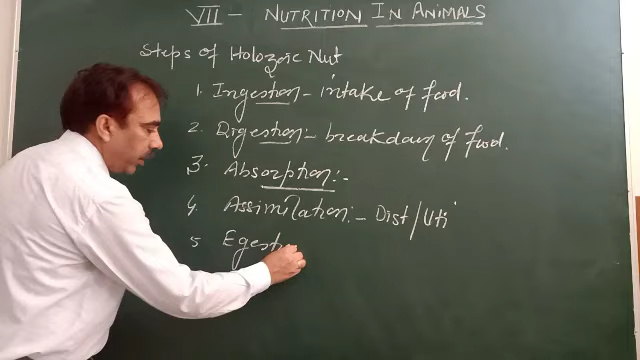 VII - NUTRITION IN ANIMALS
Steps of Holozoic Nut
1. Ingestion - intake of food.
2. Digestion - breakdown of food.
3. Absorption:-
4. Assimilation:- Dist/Uti
5 Egesti